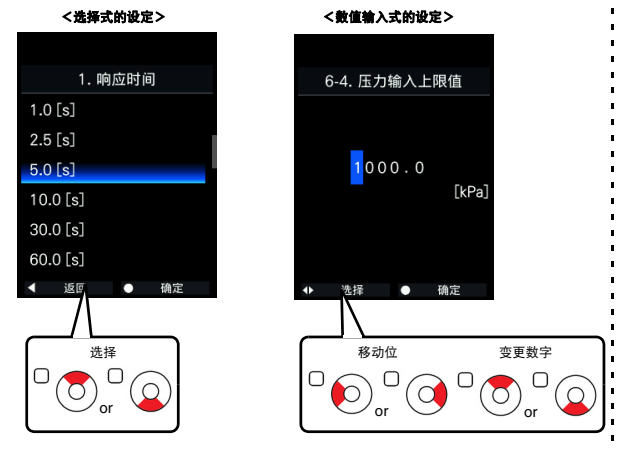 <选择式的设定>
1. 响应时间
1.0 [s]
2.5 [s]
5.0 [s]
10.0 [s]
30.0 [s]
60.0 [s]
返回 确定
选择
or
<数值输入式的设定>
6-4. 压力输入上限值
1000.0
[kPa]
选择 确定
移动位 变更数字
or or